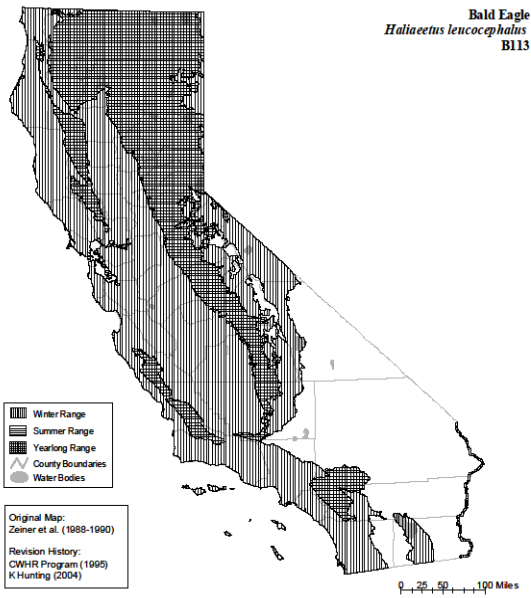 Bald Eagle
Haliaeetus leucocephalus
B113
Winter Range
Summer Range
Yearlong Range
County Boundaries
Water Bodies
Original Map:
Zeiner et al. (1988-1990)
Revision History:
CWHR Program (1995)
K Hunting (2004)
0 25 50 100 Miles